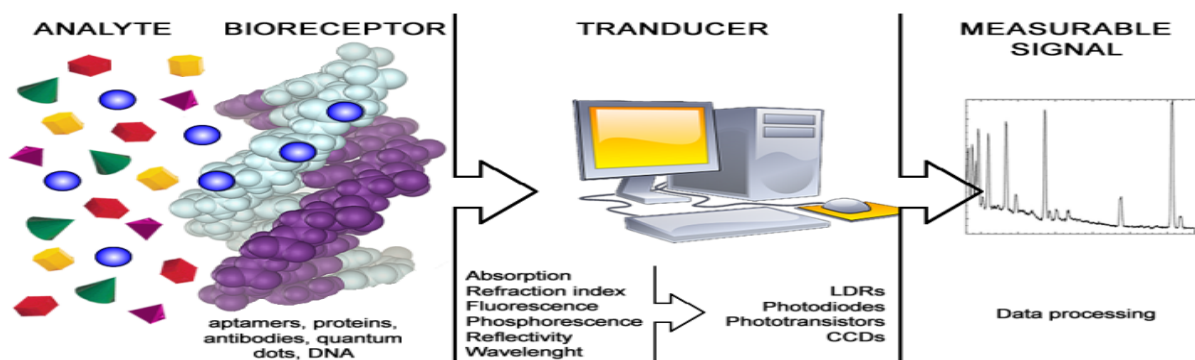 ANALYTE
BIORECEPTOR
aptamers, proteins,
antibodies, quantum
dots, DNA
TRANDUCER
Absorption
Refraction index
Fluorescence
Phosphorescence
Reflectivity
Wavelenght
LDRs
Photodiodes
Phototransistors
CCDs
MEASURABLE
SIGNAL
Data processing